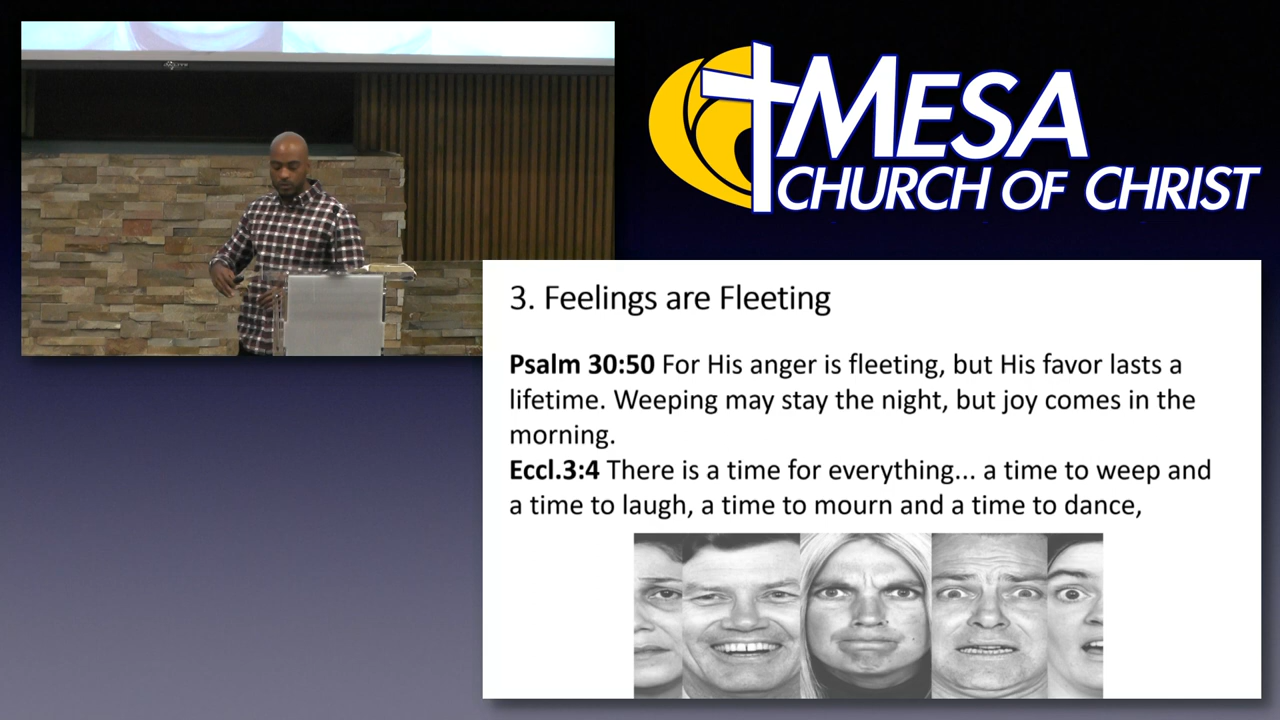 MESA
CHURCH OF CHRIST
3. Feelings are Fleeting
Psalm 30:50 For His anger is fleeting, but His favor lasts a
lifetime. Weeping may stay the night, but joy comes in the
morning.
Eccl.3:4 There is a time for everything... a time to weep and
a time to laugh, a time to mourn and a time to dance,